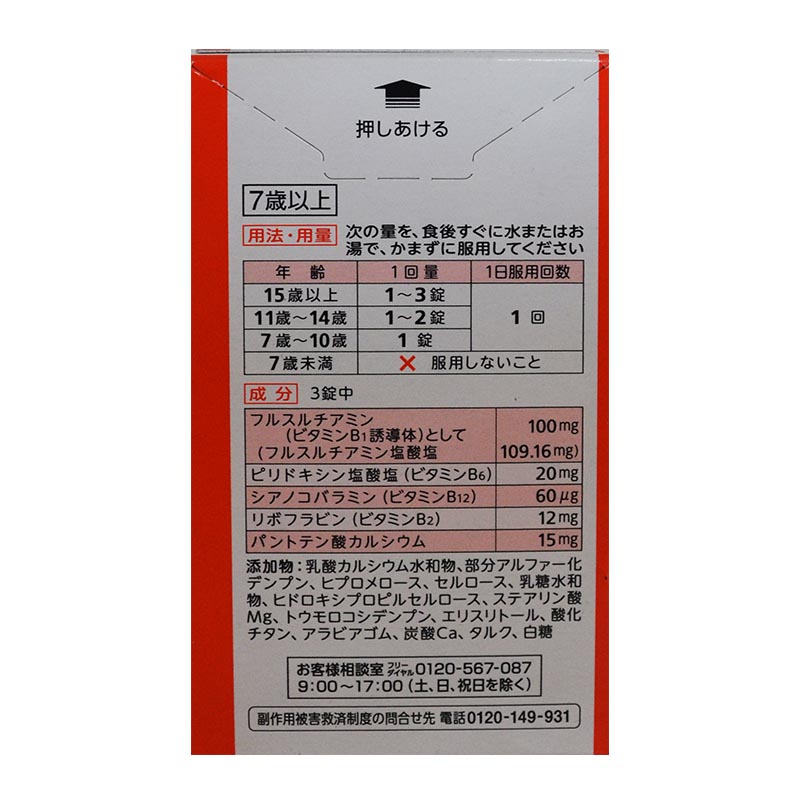 押しあける
7歳以上
用法・用量 次の量を、食後すぐに水またはお
湯で、かまずに服用してください
年齢 1回量 1日服用回数
15歳以上 1〜3錠
11歳〜14歳 1〜2錠 1回
7歳〜10歳 1錠
7歳未満 × 服用しないこと
成分 3錠中
フルスルチアミン
(ビタミンB1誘導体)として 100mg
(フルスルチアミン塩酸塩 109.16mg)
ピリドキシン塩酸塩(ビタミンB6) 20mg
シアノコバラミン(ビタミンB12) 60μg
リボフラビン(ビタミンB2) 12mg
パントテン酸カルシウム 15mg
添加物:乳酸カルシウム水和物、部分アルファー化
デンプン、ヒプロメロース、セルロース、乳糖水和
物、ヒドロキシプロピルセルロース、ステアリン酸
Mg、トウモロコシデンプン、エリスリトール、酸化
チタン、アラビアゴム、炭酸Ca、タルク、白糖
お客様相談室 フリーダイヤル 0120-567-087
9:00〜17:00(土、日、祝日を除く)
副作用被害救済制度の問合せ先 電話0120-149-931